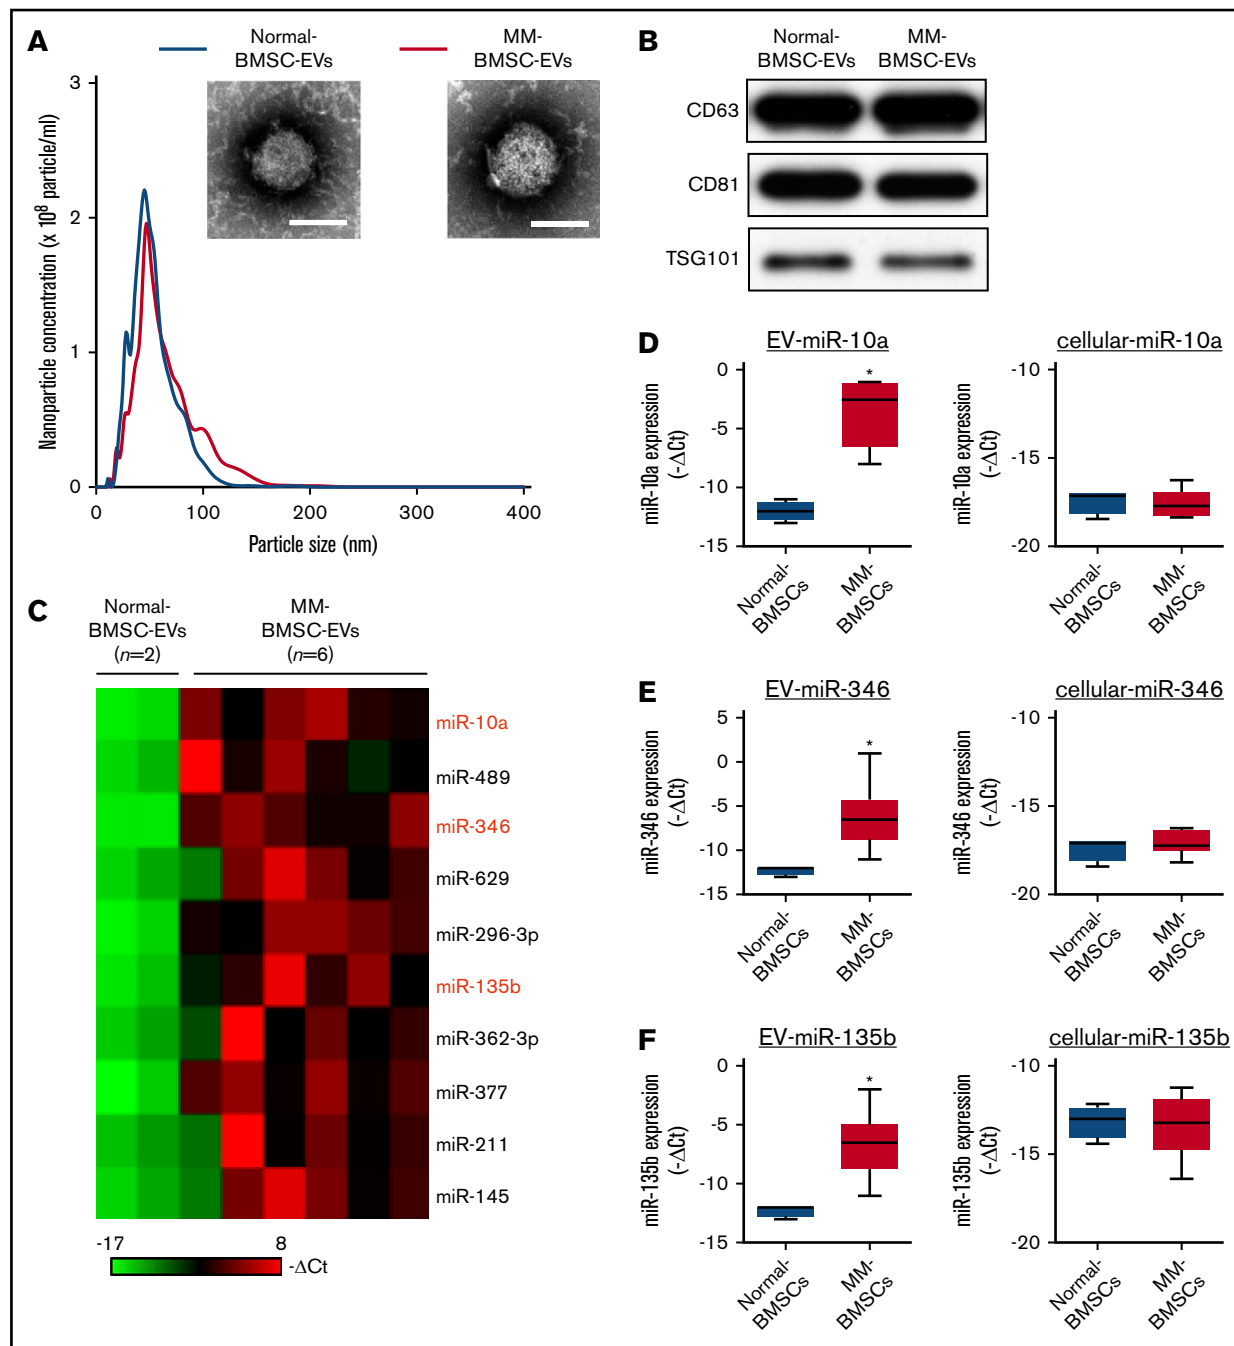 A
Normal-
BMSC-EVs
MM-
BMSC-EVs
3
2
1
0
Nanoparticle concentration (x 10⁸ particle/ml)
0
100
200
300
400
Particle size (nm)
B
Normal-
BMSC-EVs
MM-
BMSC-EVs
CD63
CD81
TSG101
C
Normal-
BMSC-EVs
(n=2)
MM-
BMSC-EVs
(n=6)
miR-10a
miR-489
miR-346
miR-629
miR-296-3p
miR-135b
miR-362-3p
miR-377
miR-211
miR-145
-17
8
-ΔCt
D
EV-miR-10a
miR-10a expression
(-ΔCt)
0
-5
-10
-15
*
Normal-
BMSCs
MM-
BMSCs
cellular-miR-10a
miR-10a expression
(-ΔCt)
-10
-15
-20
Normal-
BMSCs
MM-
BMSCs
E
EV-miR-346
miR-346 expression
(-ΔCt)
5
0
-5
-10
-15
*
Normal-
BMSCs
MM-
BMSCs
cellular-miR-346
miR-346 expression
(-ΔCt)
-10
-15
-20
Normal-
BMSCs
MM-
BMSCs
F
EV-miR-135b
miR-135b expression
(-ΔCt)
0
-5
-10
-15
*
Normal-
BMSCs
MM-
BMSCs
cellular-miR-135b
miR-135b expression
(-ΔCt)
-10
-15
-20
Normal-
BMSCs
MM-
BMSCs